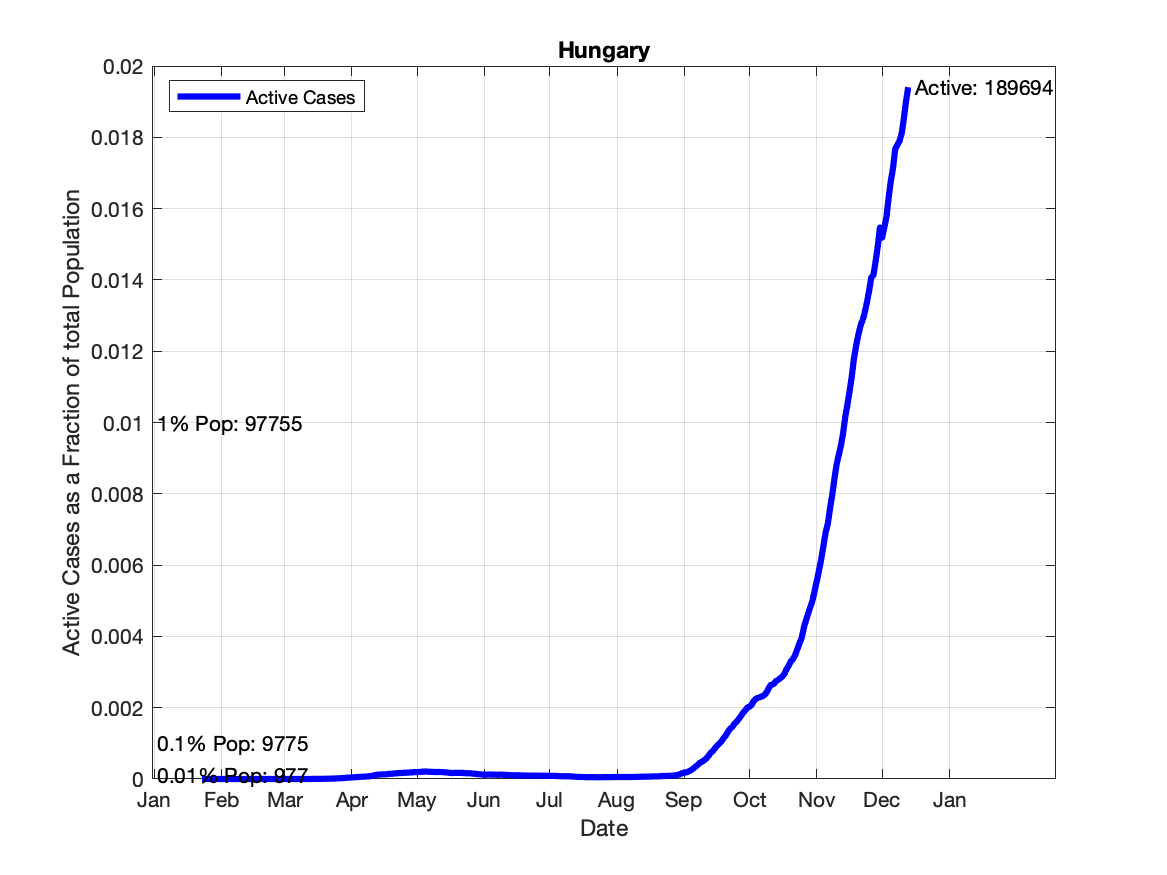 Hungary
0.02
Active Cases
Active: 189694
0.018
0.016
0.014
0.012
0.01
1% Pop: 97755
0.008
0.006
0.004
0.002
0.1% Pop: 9775
0
0.01% Pop: 977
Active Cases as a Fraction of total Population
Jan Feb Mar Apr May Jun Jul Aug Sep Oct Nov Dec Jan
Date